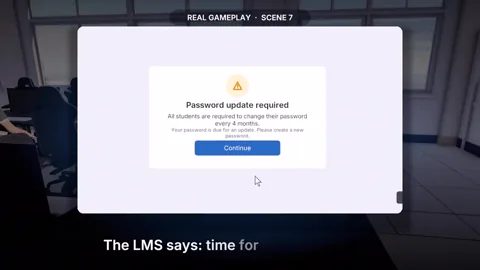 REAL GAMEPLAY · SCENE 7
Password update required
All students are required to change their password
every 4 months.
Your password is due for an update. Please create a new
password.
Continue
The LMS says: time for